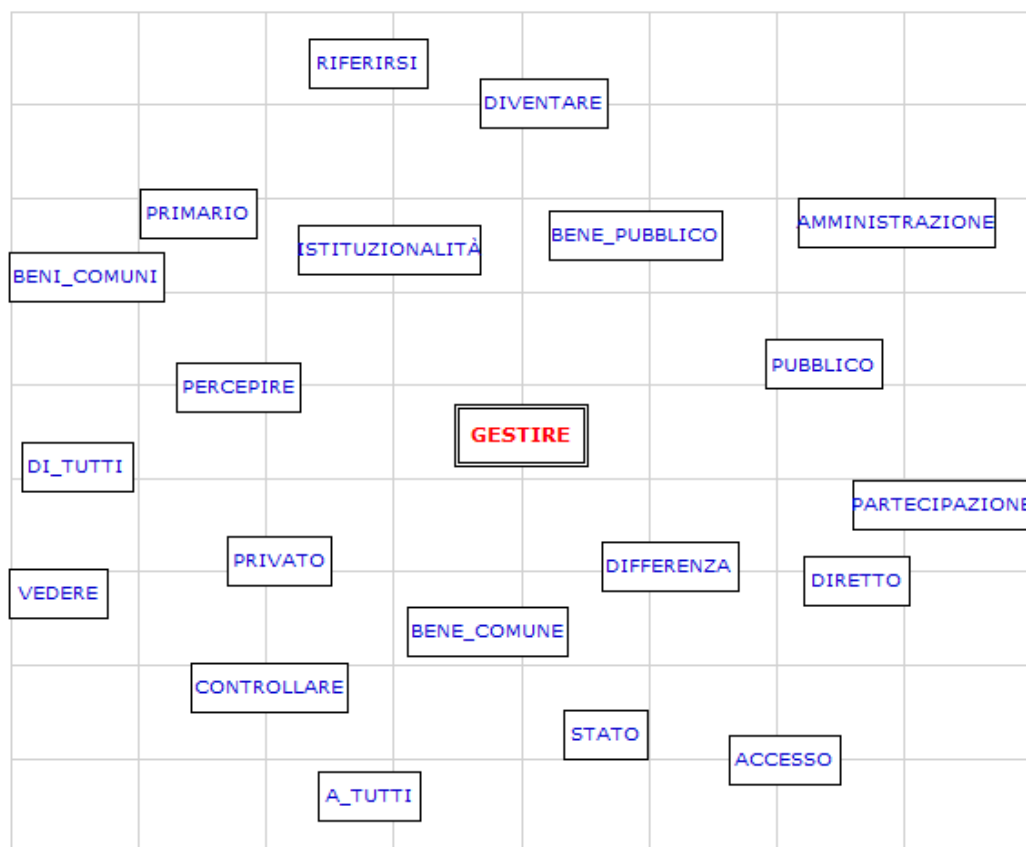 RIFERIRSI
DIVENTARE
PRIMARIO
AMMINISTRAZIONE
BENE_PUBBLICO
ISTITUZIONALITÀ
BENI_COMUNI
PUBBLICO
PERCEPIRE
GESTIRE
DI_TUTTI
PARTECIPAZIONE
PRIVATO
DIFFERENZA
DIRETTO
VEDERE
BENE_COMUNE
CONTROLLARE
STATO
ACCESSO
A_TUTTI